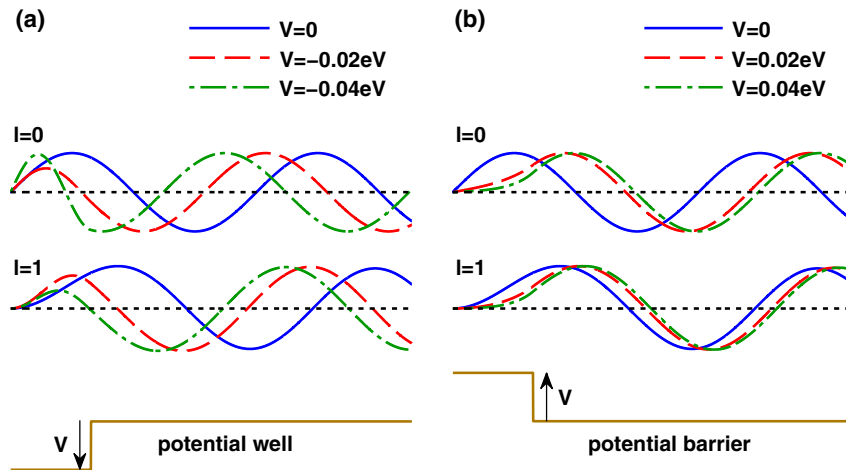 (a)
V=0
V=−0.02eV
V=−0.04eV
l=0
l=1
V
potential well
(b)
V=0
V=0.02eV
V=0.04eV
l=0
l=1
V
potential barrier